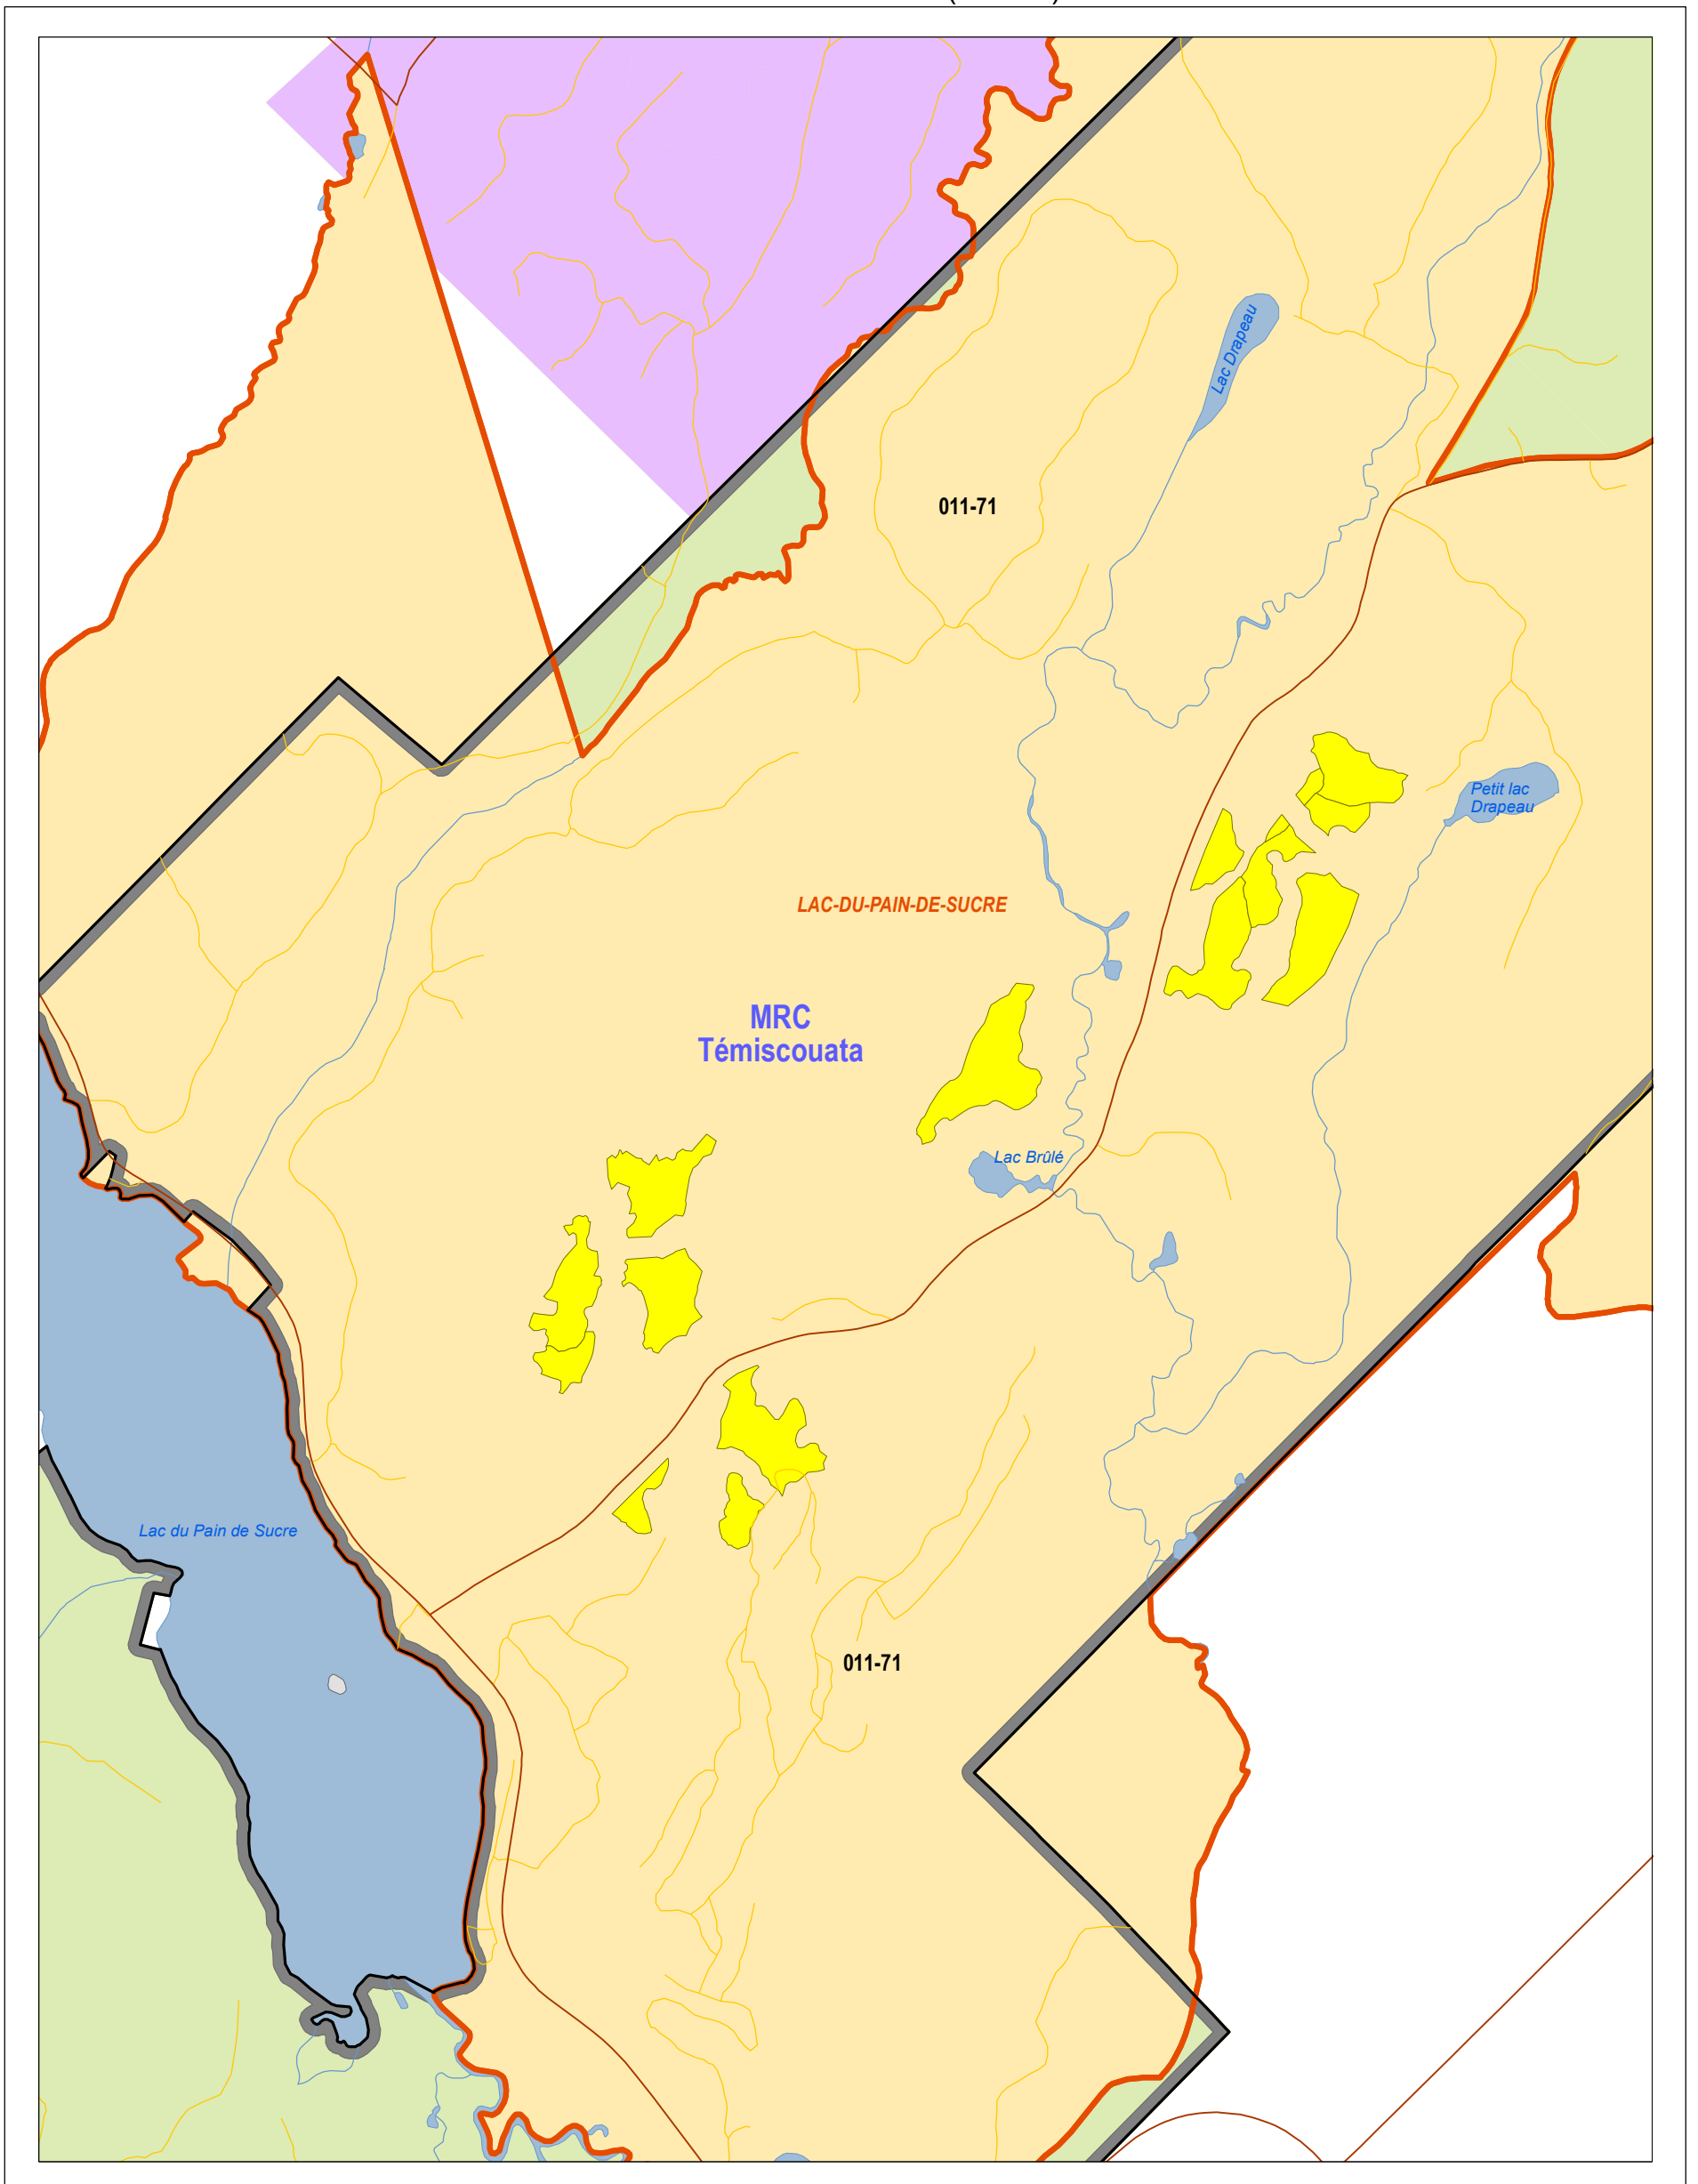 Lac Drapeau
011-71
Petit lac
Drapeau
LAC-DU-PAIN-DE-SUCRE
MRC
Témiscouata
Lac Brûlé
Lac du Pain de Sucre
011-71